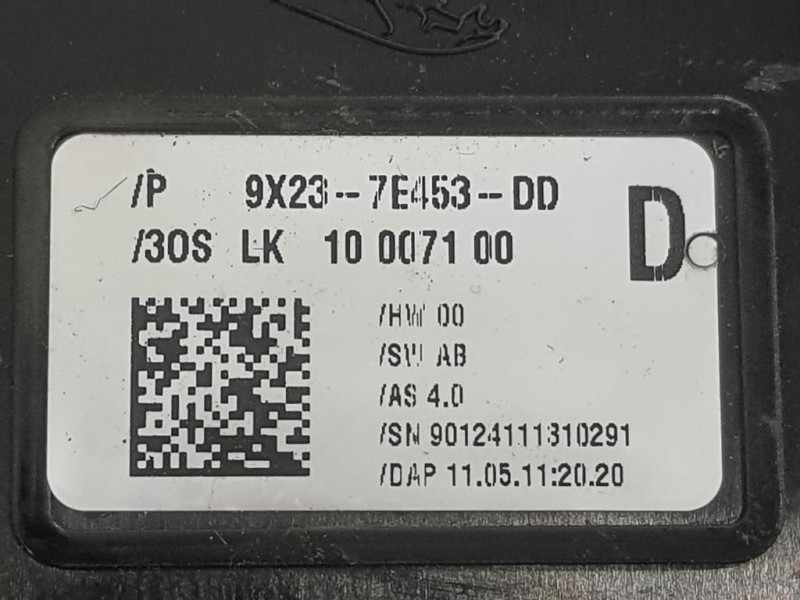 /P 9X23-7E453-DD
D
/3OS LK 10 0071 00
/HW 00
/SW AB
/AS 4.0
/SN 90124111310291
/DAP 11.05.11:20.20